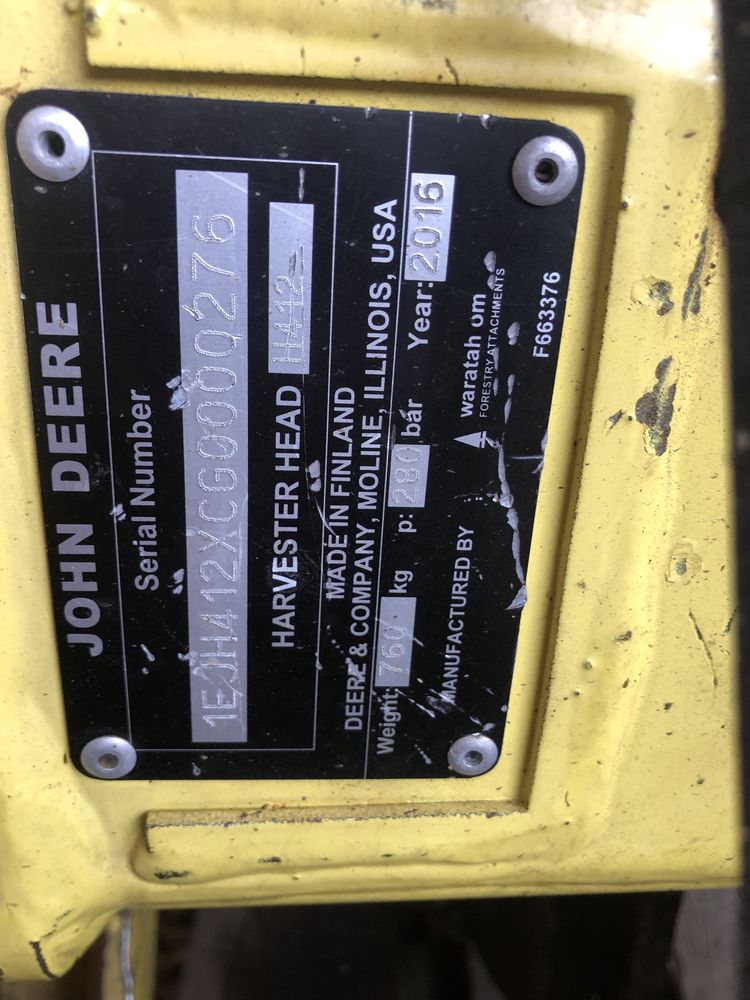 JOHN DEERE
Serial Number
1EJH412XCG0000276
HARVESTER HEAD H412
MADE IN FINLAND
DEERE & COMPANY, MOLINE, ILLINOIS, USA
Weight: 760 kg p: 280 bar Year: 2016
MANUFACTURED BY waratah om
FORESTRY ATTACHMENTS
F663376